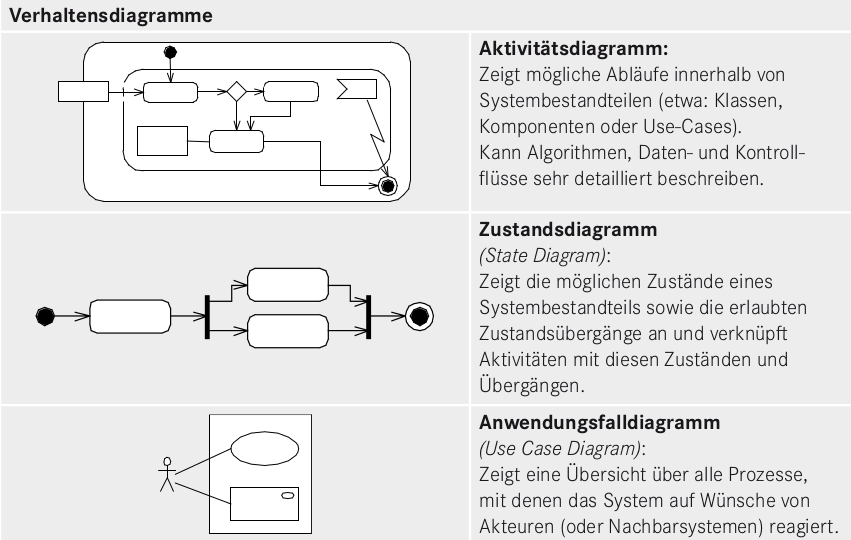 Verhaltensdiagramme
Aktivitätsdiagramm:
Zeigt mögliche Abläufe innerhalb von
Systembestandteilen (etwa: Klassen,
Komponenten oder Use-Cases).
Kann Algorithmen, Daten- und Kontroll-
flüsse sehr detailliert beschreiben.
Zustandsdiagramm
(State Diagram):
Zeigt die möglichen Zustände eines
Systembestandteils sowie die erlaubten
Zustandsübergänge an und verknüpft
Aktivitäten mit diesen Zuständen und
Übergängen.
Anwendungsfalldiagramm
(Use Case Diagram):
Zeigt eine Übersicht über alle Prozesse,
mit denen das System auf Wünsche von
Akteuren (oder Nachbarsystemen) reagiert.